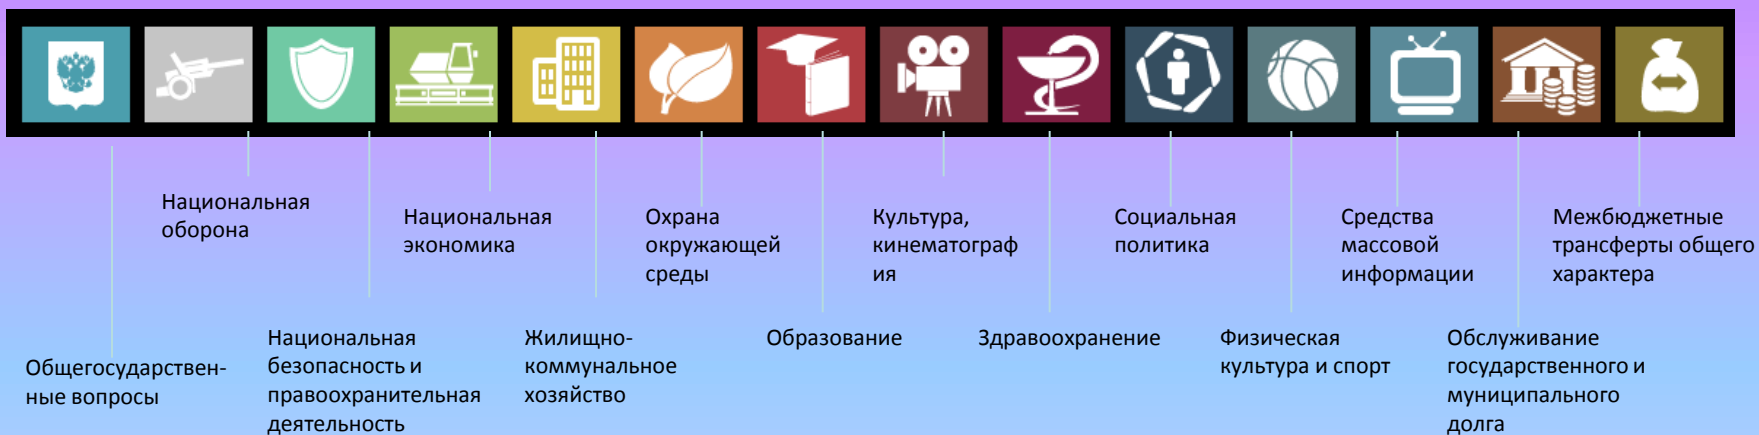 Национальная
оборона
Национальная
экономика
Охрана
окружающей
среды
Культура,
кинематограф
ия
Социальная
политика
Средства
массовой
информации
Межбюджетные
трансферты общего
характера
Общегосударствен-
ные вопросы
Национальная
безопасность и
правоохранительная
деятельность
Жилищно-
коммунальное
хозяйство
Образование
Здравоохранение
Физическая
культура и спорт
Обслуживание
государственного и
муниципального
долга